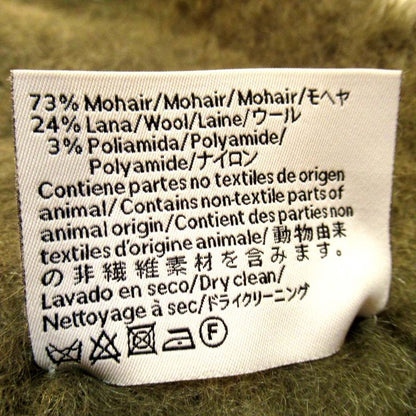 73% Mohair/Mohair/Mohair/モヘヤ
24% Lana/Wool/Laine/ウール
3% Poliamida/Polyamide/
Polyamide/ナイロン
Contiene partes no textiles de origen
animal/Contains non-textile parts of
animal origin/Contient des parties non
textiles d'origine animale/動物由来
の非繊維素材を含みます。
Lavado en seco/Dry clean/
Nettoyage à sec/ドライクリーニング
F